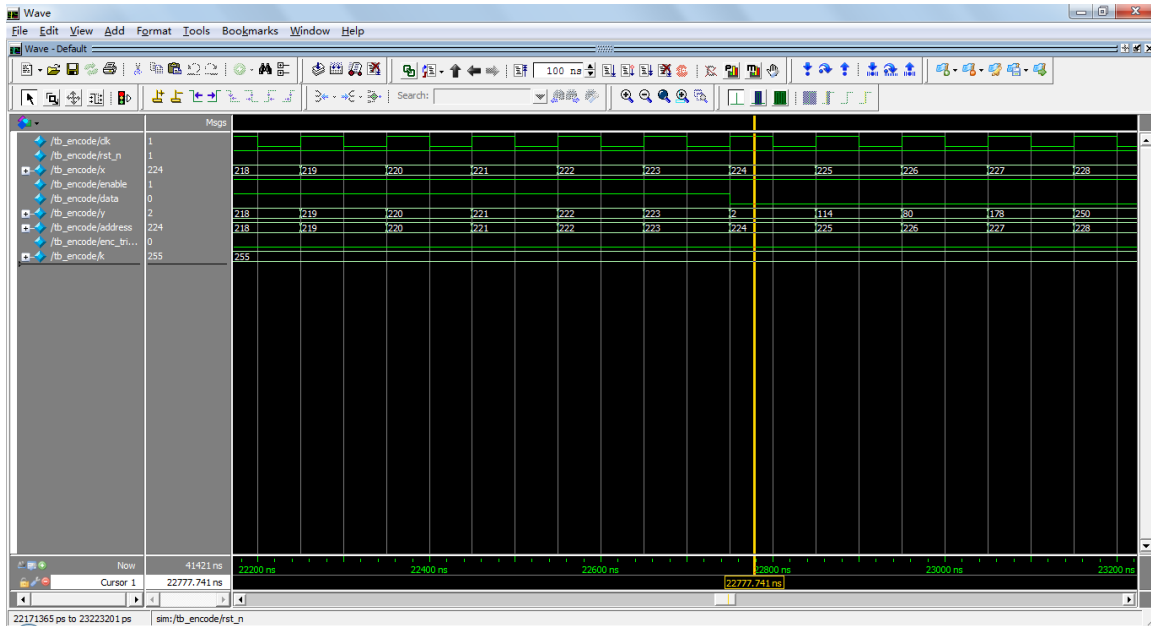 Wave
File Edit View Add Format Tools Bookmarks Window Help
Wave - Default
100 ns
Search:
Msgs
/tb_encode/clk 1
/tb_encode/rst_n 1
/tb_encode/x 224 218 219 220 221 222 223 224 225 226 227 228
/tb_encode/enable 1
/tb_encode/data 0
/tb_encode/y 2 218 219 220 221 222 223 2 114 80 178 250
/tb_encode/address 224 218 219 220 221 222 223 224 225 226 227 228
/tb_encode/enc_tri... 0
/tb_encode/k 255 255
Now 41421 ns 22200 ns 22400 ns 22600 ns 22800 ns 23000 ns 23200 ns
Cursor 1 22777.741 ns 22777.741 ns
22171365 ps to 23223201 ps sim:/tb_encode/rst_n